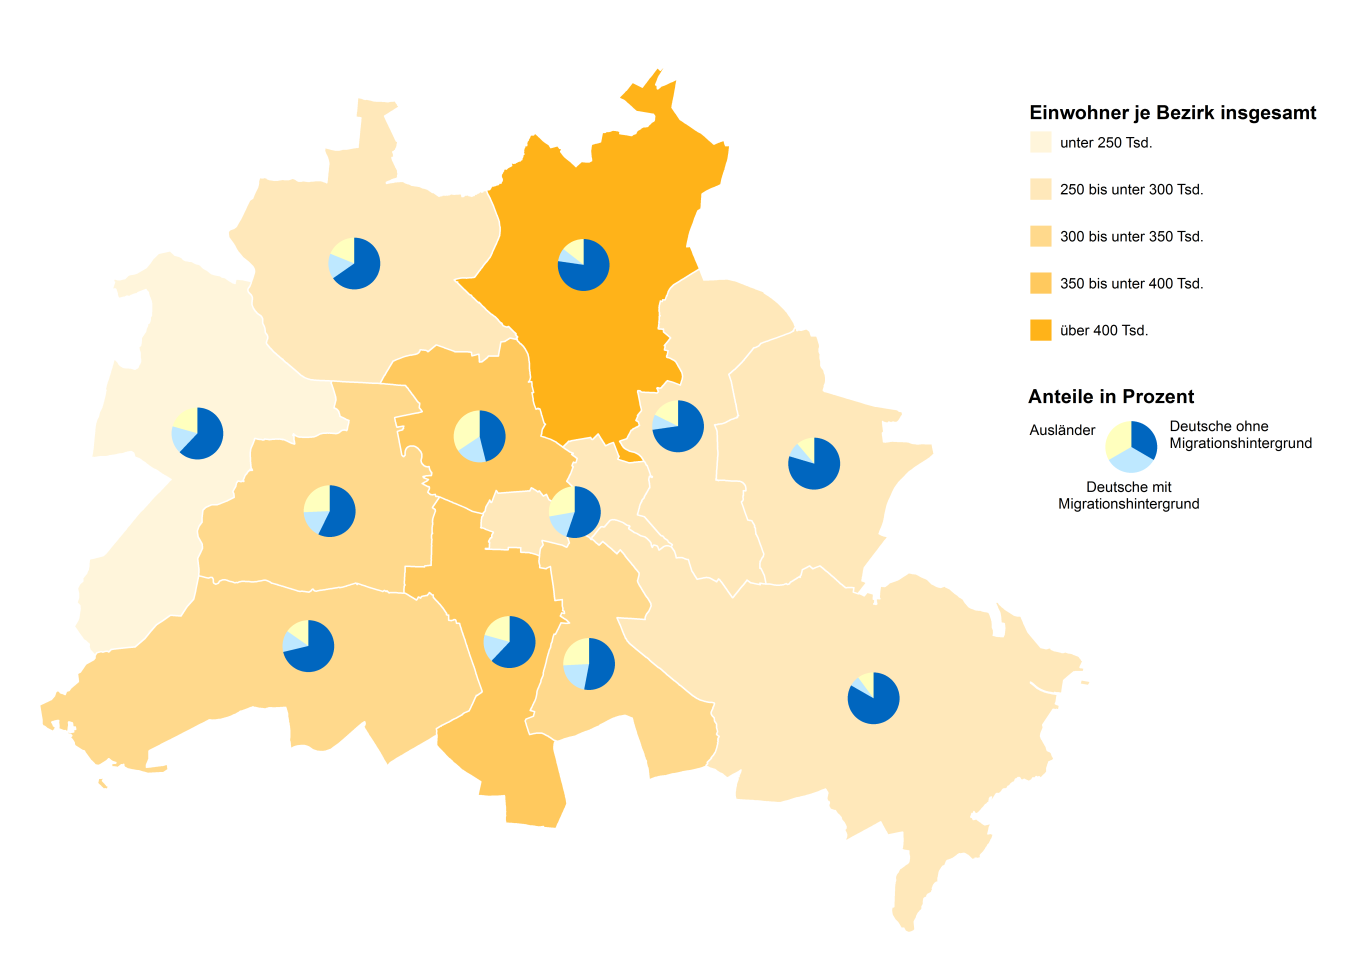 Einwohner je Bezirk insgesamt
unter 250 Tsd.
250 bis unter 300 Tsd.
300 bis unter 350 Tsd.
350 bis unter 400 Tsd.
über 400 Tsd.
Anteile in Prozent
Ausländer
Deutsche ohne
Migrationshintergrund
Deutsche mit
Migrationshintergrund